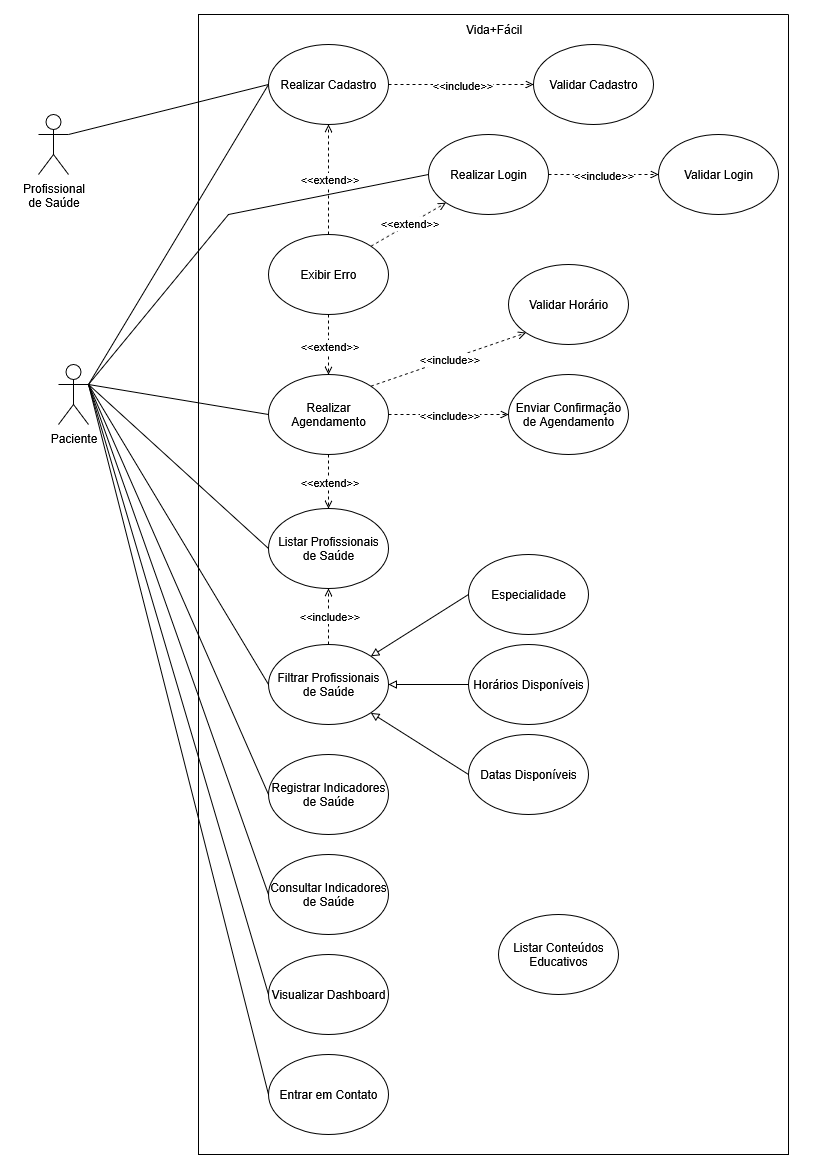 Vida+Fácil
Realizar Cadastro
<<include>>
Validar Cadastro
Profissional
de Saúde
<<extend>>
Realizar Login
<<include>>
Validar Login
<<extend>>
Exibir Erro
Validar Horário
<<extend>>
<<include>>
Paciente
Realizar
Agendamento
<<include>>
Enviar Confirmação
de Agendamento
<<extend>>
Listar Profissionais
de Saúde
<<include>>
Especialidade
Filtrar Profissionais
de Saúde
Horários Disponíveis
Datas Disponíveis
Registrar Indicadores
de Saúde
Consultar Indicadores
de Saúde
Listar Conteúdos
Educativos
Visualizar Dashboard
Entrar em Contato